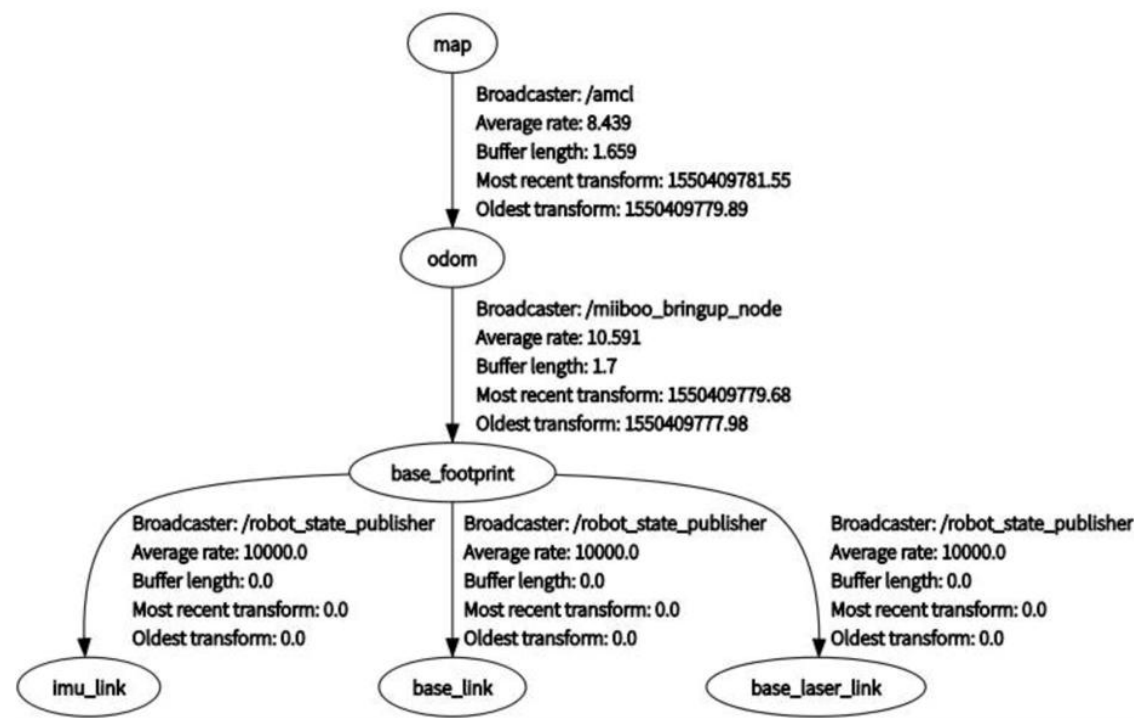 map
Broadcaster: /amcl
Average rate: 8.439
Buffer length: 1.659
Most recent transform: 1550409781.55
Oldest transform: 1550409779.89
odom
Broadcaster: /miiboo_bringup_node
Average rate: 10.591
Buffer length: 1.7
Most recent transform: 1550409779.68
Oldest transform: 1550409777.98
base_footprint
Broadcaster: /robot_state_publisher
Average rate: 10000.0
Buffer length: 0.0
Most recent transform: 0.0
Oldest transform: 0.0
imu_link
Broadcaster: /robot_state_publisher
Average rate: 10000.0
Buffer length: 0.0
Most recent transform: 0.0
Oldest transform: 0.0
base_link
Broadcaster: /robot_state_publisher
Average rate: 10000.0
Buffer length: 0.0
Most recent transform: 0.0
Oldest transform: 0.0
base_laser_link